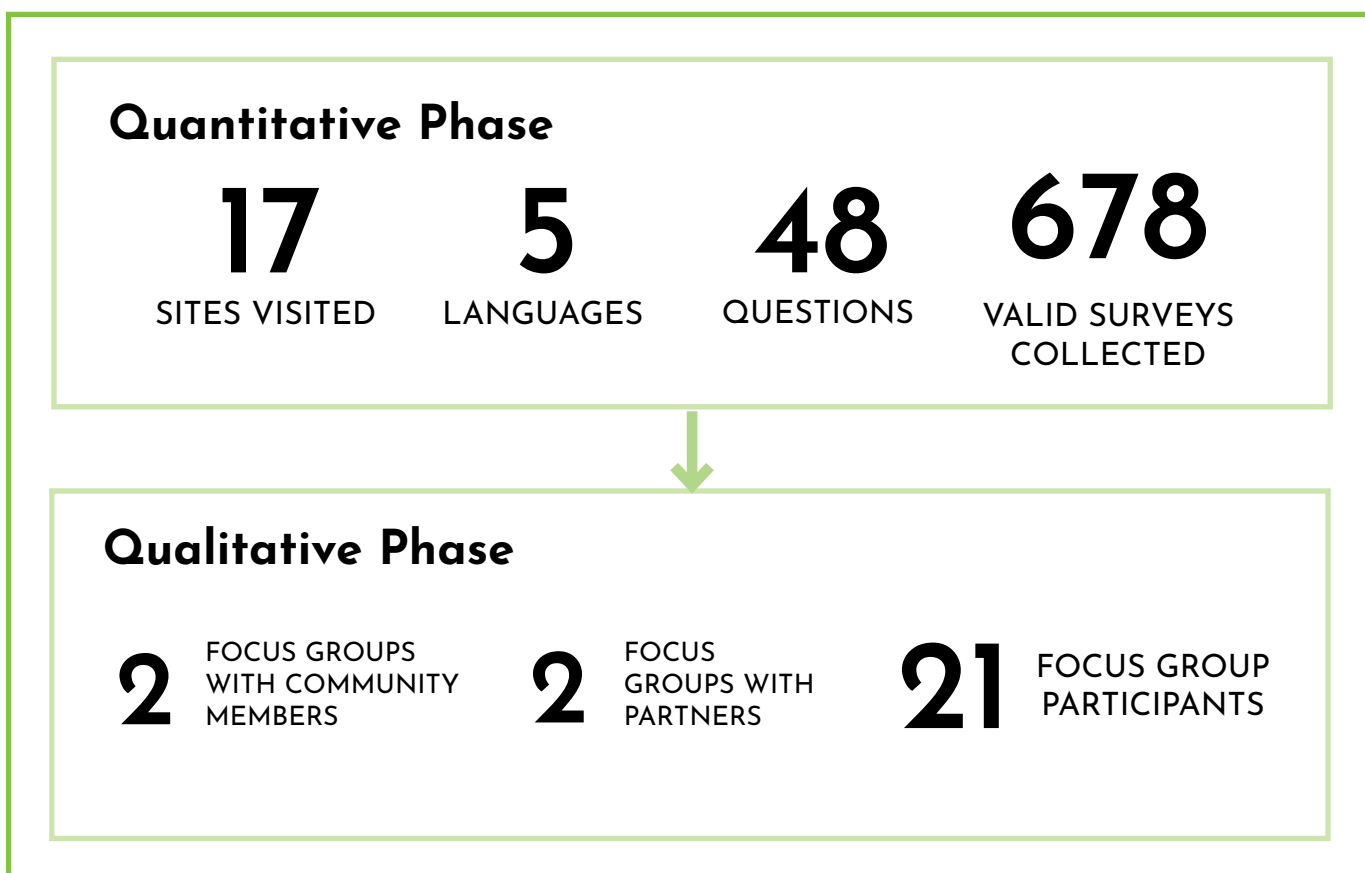 Quantitative Phase
17
SITES VISITED
5
LANGUAGES
48
QUESTIONS
678
VALID SURVEYS
COLLECTED
Qualitative Phase
2
FOCUS GROUPS
WITH COMMUNITY
MEMBERS
2
FOCUS
GROUPS WITH
PARTNERS
21
FOCUS GROUP
PARTICIPANTS